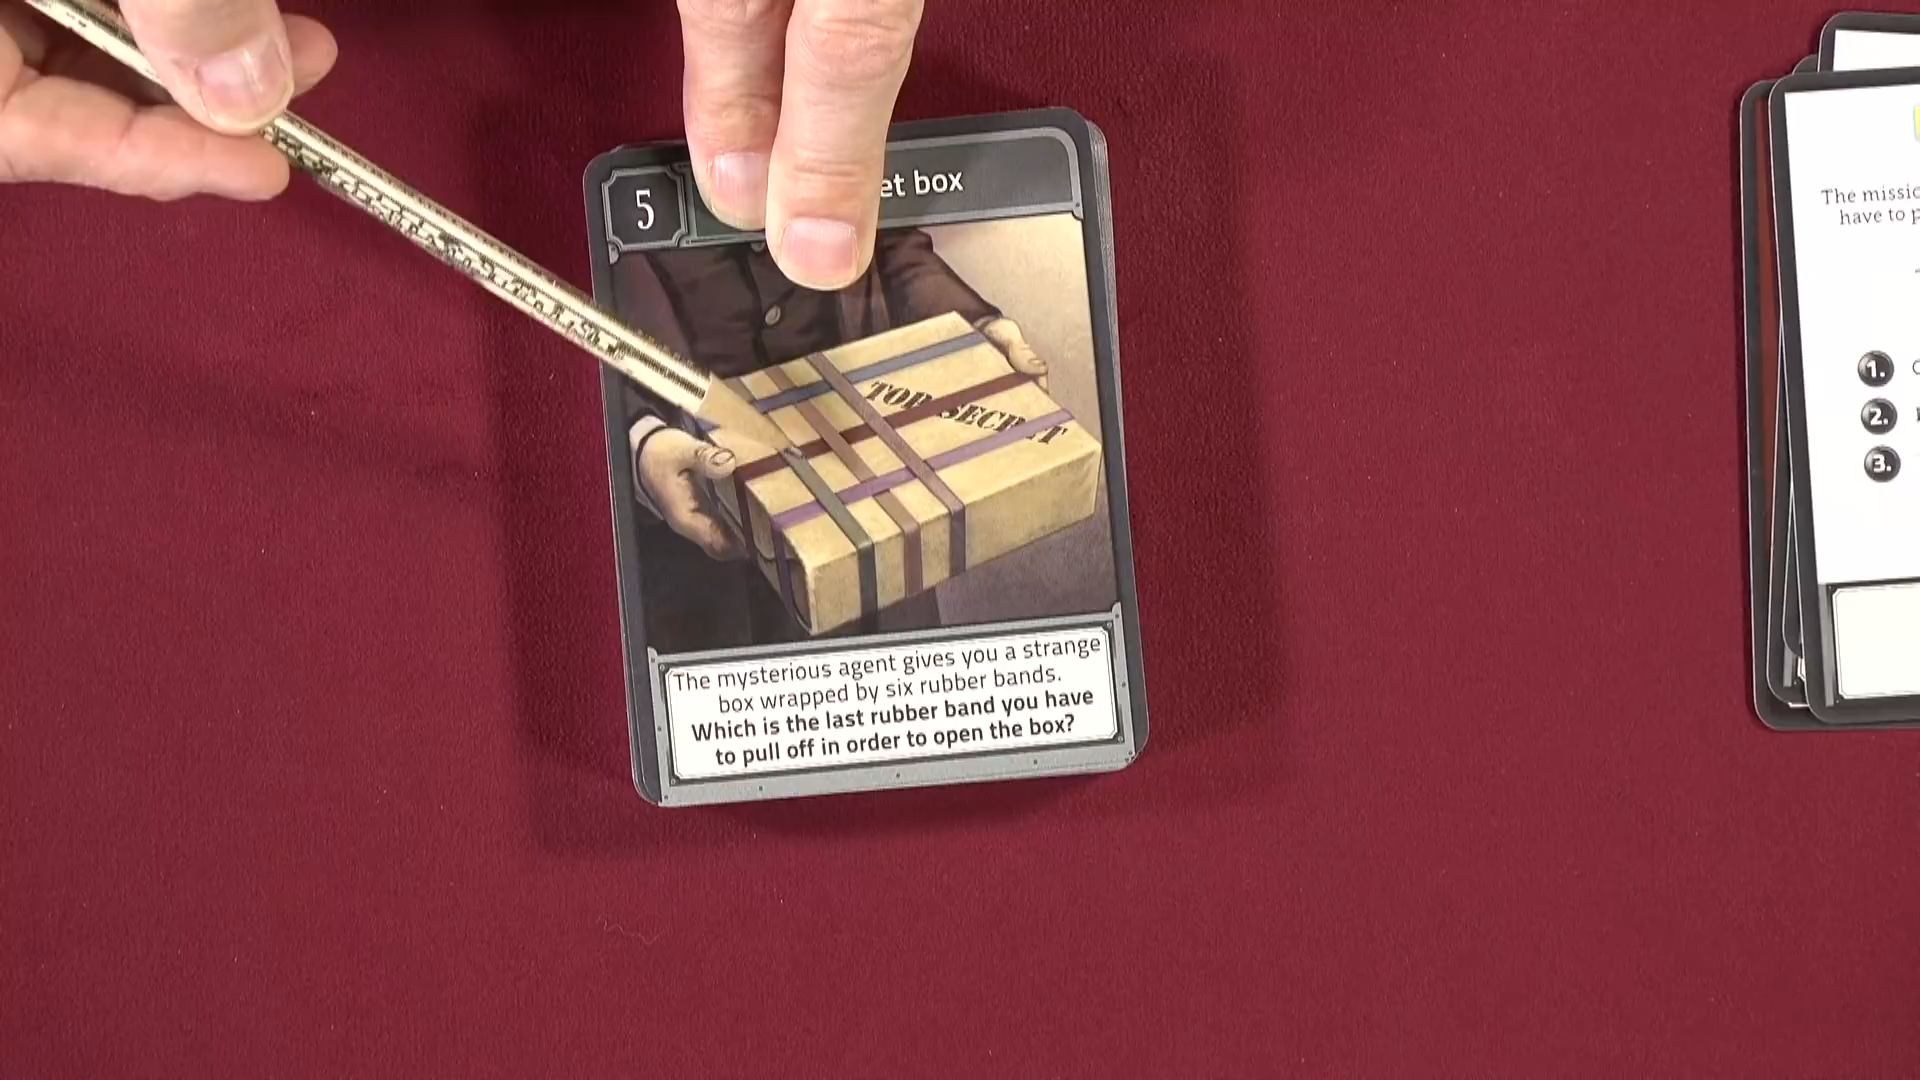 5
et box
TOP SECRET
The mysterious agent gives you a strange
box wrapped by six rubber bands.
Which is the last rubber band you have
to pull off in order to open the box?
The missio
have to p
1.
2.
3.